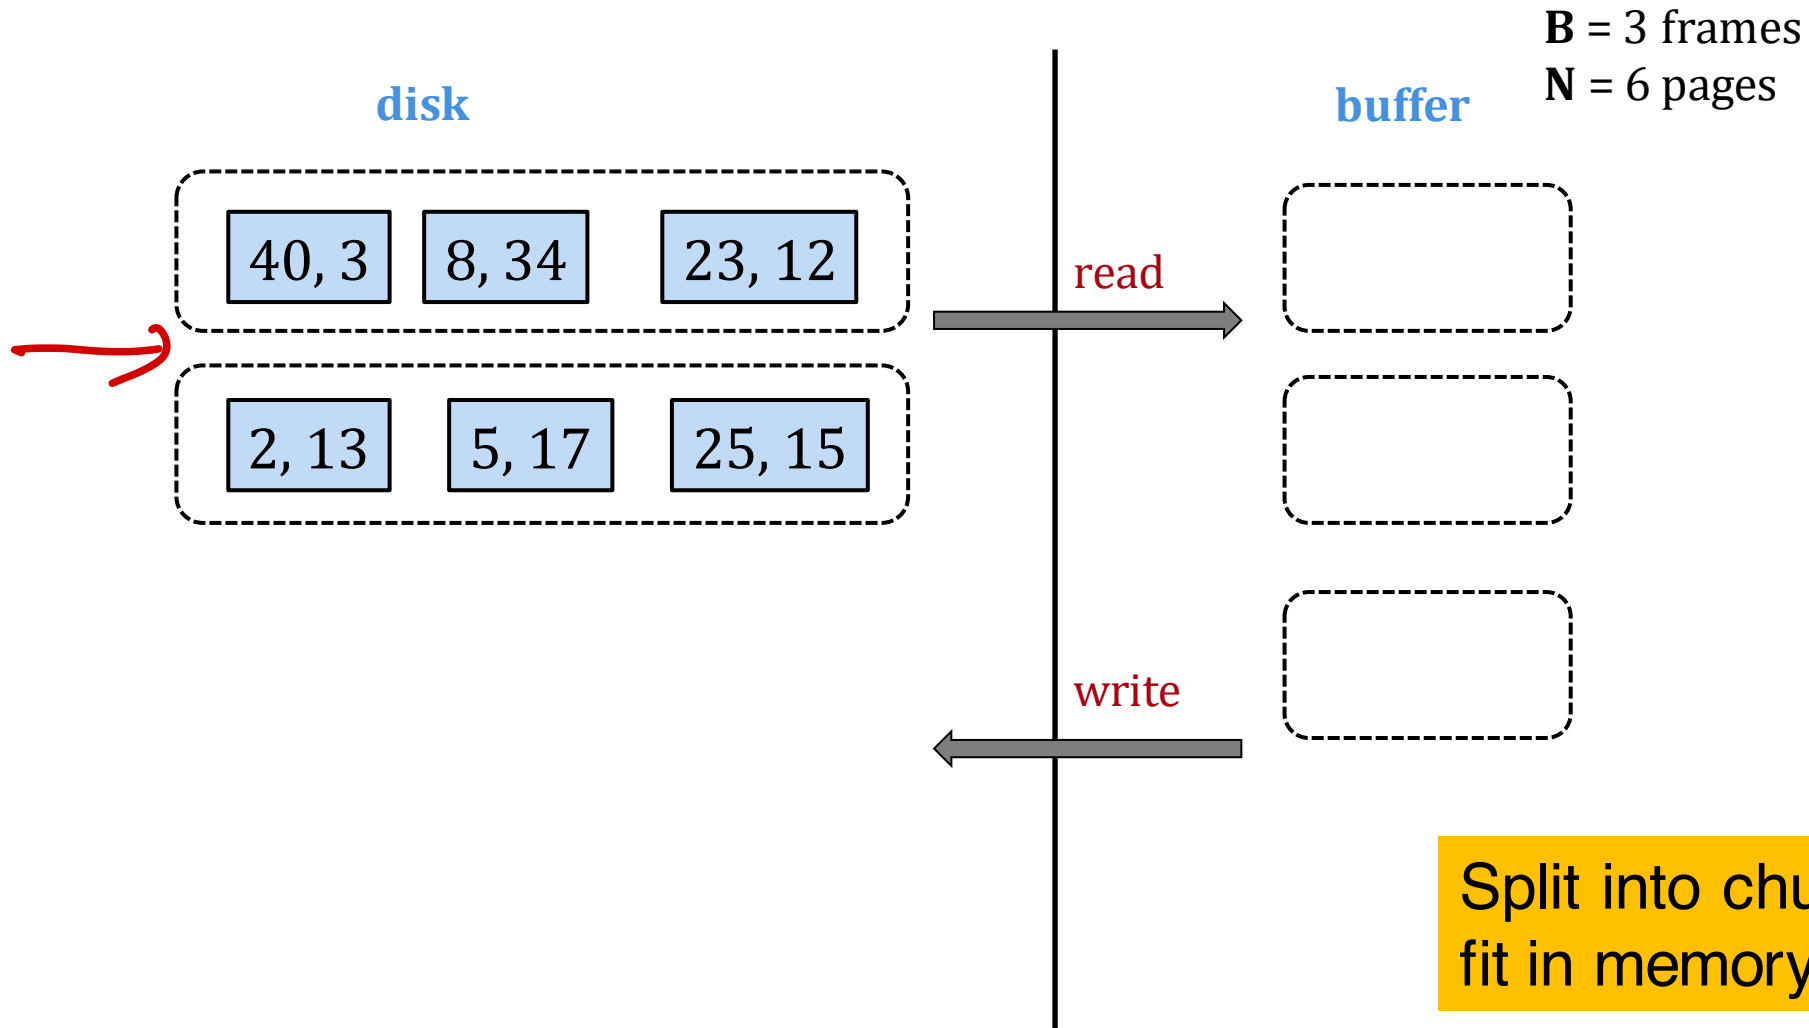 B = 3 frames
N = 6 pages
disk
buffer
40, 3
8, 34
23, 12
read
2, 13
5, 17
25, 15
write
Split into
fit in memory